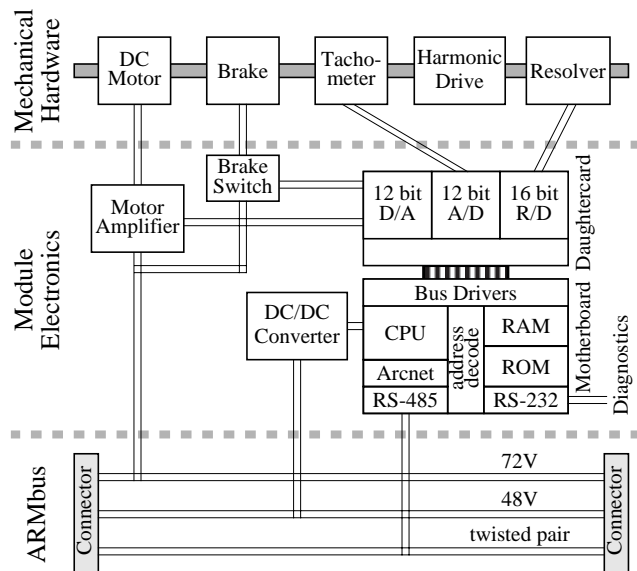 Mechanical
Hardware
DC
Motor
Brake
Tacho-
meter
Harmonic
Drive
Resolver
Module
Electronics
Brake
Switch
Motor
Amplifier
12 bit
D/A
12 bit
A/D
16 bit
R/D
Daughtercard
DC/DC
Converter
Bus Drivers
CPU
Arcnet
RS-485
address
decode
RAM
ROM
RS-232
Motherboard
Diagnostics
ARMbus
Connector
72V
48V
twisted pair
Connector